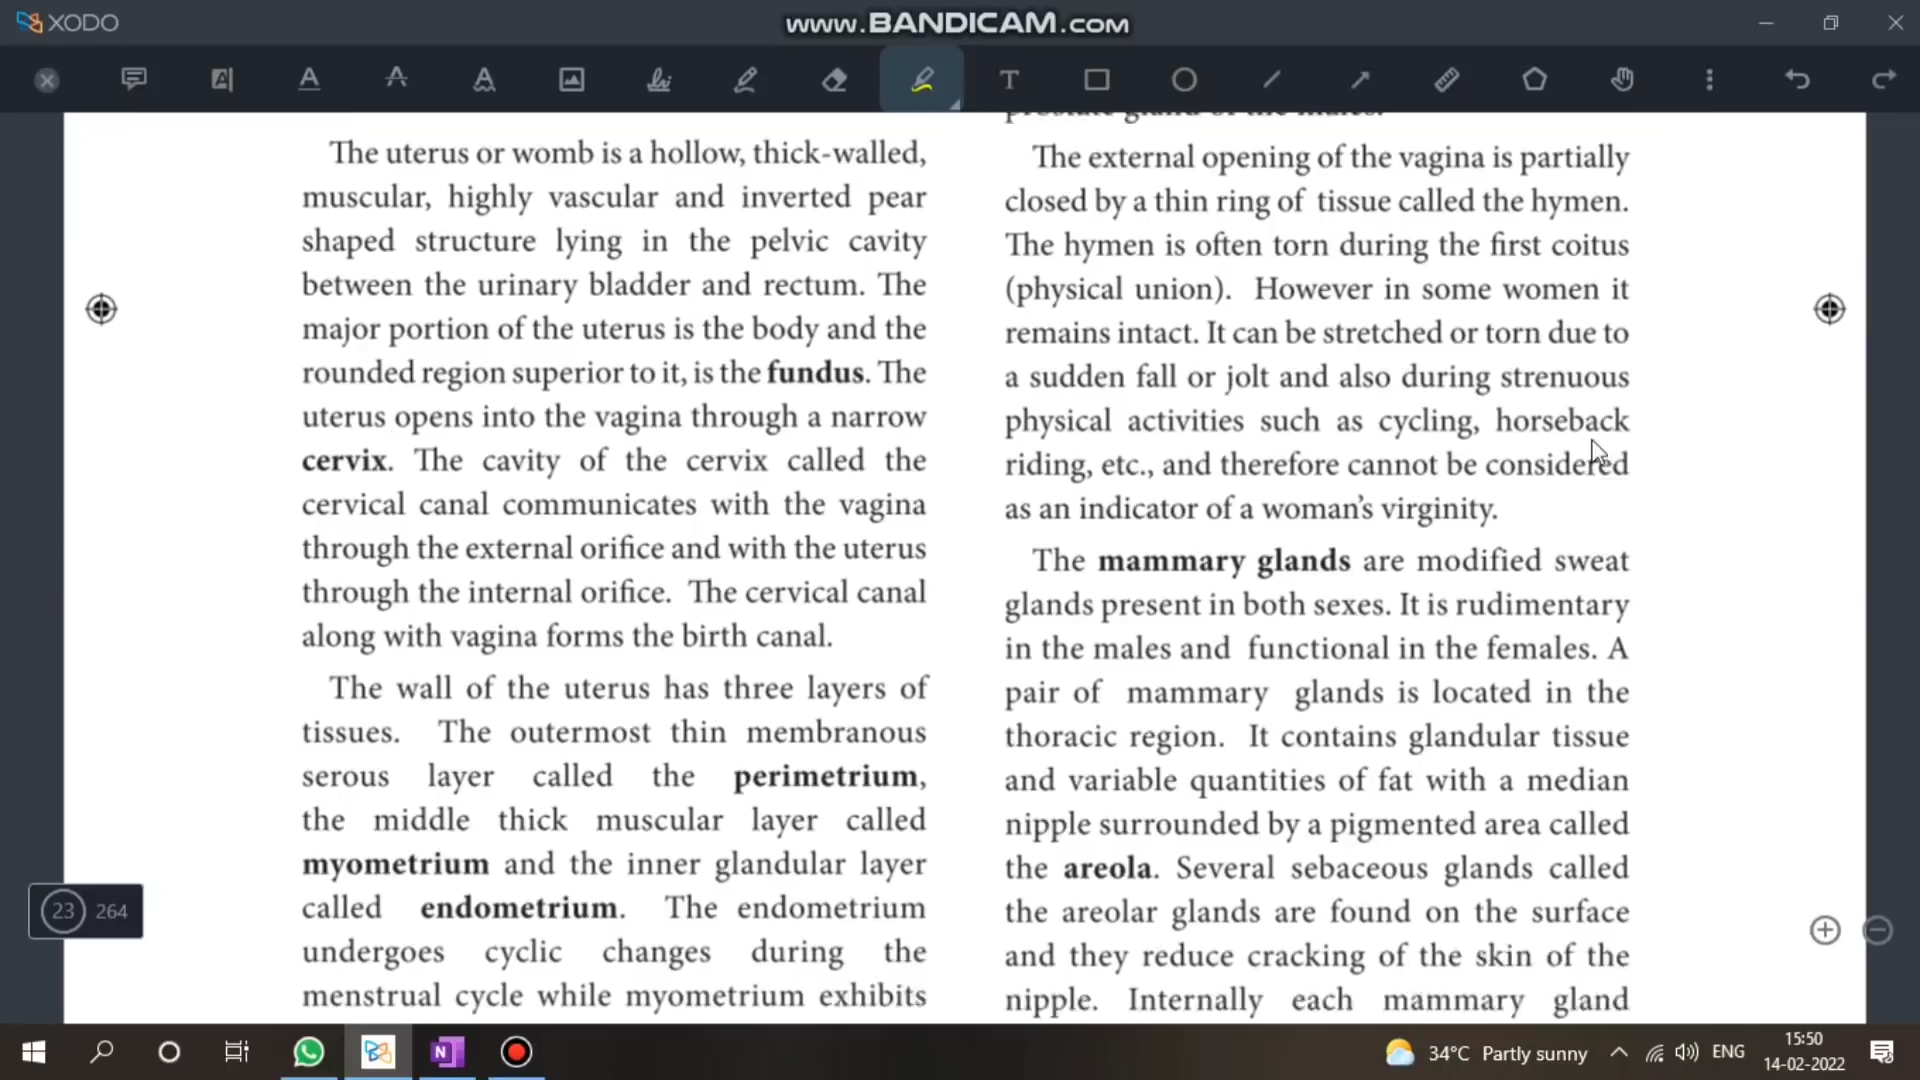 XODO
www.BANDICAM.com
The uterus or womb is a hollow, thick-walled,
muscular, highly vascular and inverted pear
shaped structure lying in the pelvic cavity
between the urinary bladder and rectum. The
major portion of the uterus is the body and the
rounded region superior to it, is the fundus. The
uterus opens into the vagina through a narrow
cervix. The cavity of the cervix called the
cervical canal communicates with the vagina
through the external orifice and with the uterus
through the internal orifice. The cervical canal
along with vagina forms the birth canal.
The wall of the uterus has three layers of
tissues. The outermost thin membranous
serous layer called the perimetrium,
the middle thick muscular layer called
myometrium and the inner glandular layer
called endometrium. The endometrium
undergoes cyclic changes during the
menstrual cycle while myometrium exhibits
prostate gland of the males.
The external opening of the vagina is partially
closed by a thin ring of tissue called the hymen.
The hymen is often torn during the first coitus
(physical union). However in some women it
remains intact. It can be stretched or torn due to
a sudden fall or jolt and also during strenuous
physical activities such as cycling, horseback
riding, etc., and therefore cannot be considered
as an indicator of a woman's virginity.
The mammary glands are modified sweat
glands present in both sexes. It is rudimentary
in the males and functional in the females. A
pair of mammary glands is located in the
thoracic region. It contains glandular tissue
and variable quantities of fat with a median
nipple surrounded by a pigmented area called
the areola. Several sebaceous glands called
the areolar glands are found on the surface
and they reduce cracking of the skin of the
nipple. Internally each mammary gland
23 264
34°C Partly sunny
ENG
15:50
14-02-2022